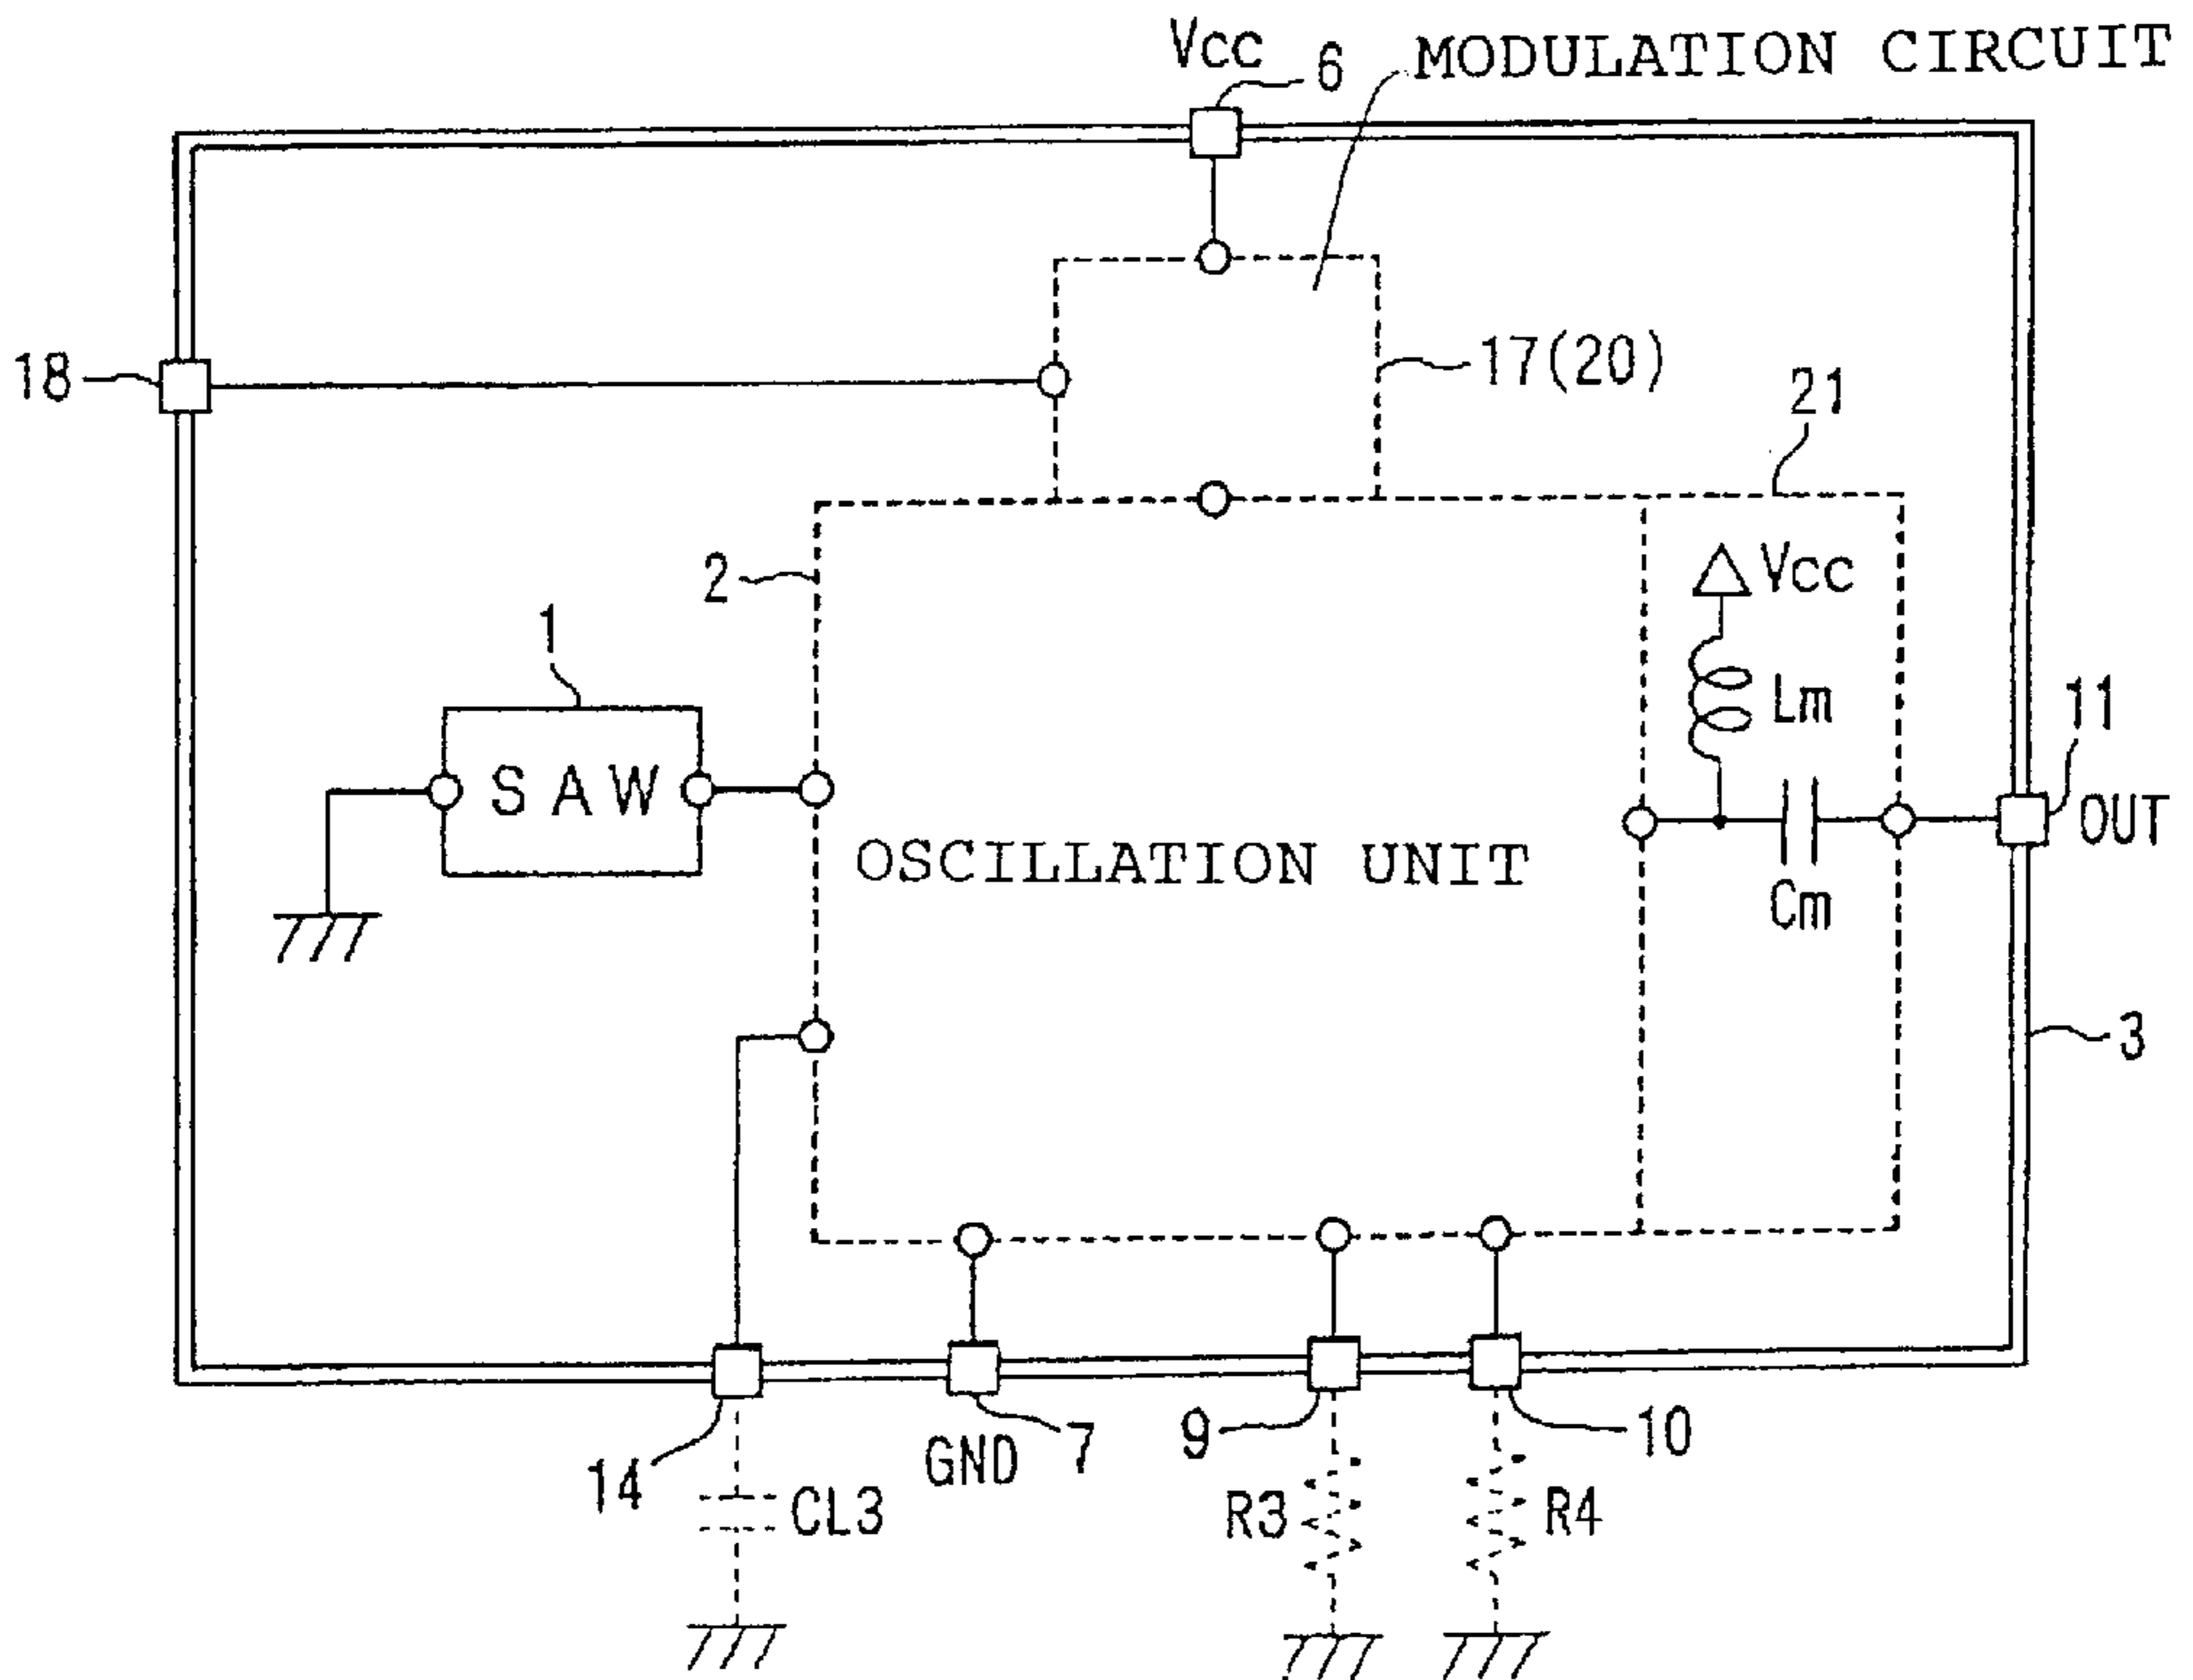 Vcc
6
MODULATION CIRCUIT
18
17(20)
21
2
Vcc
1
Lm
11
SAW
OUT
OSCILLATION UNIT
Cm
3
14
GND
7
9
10
CL3
R3
R4